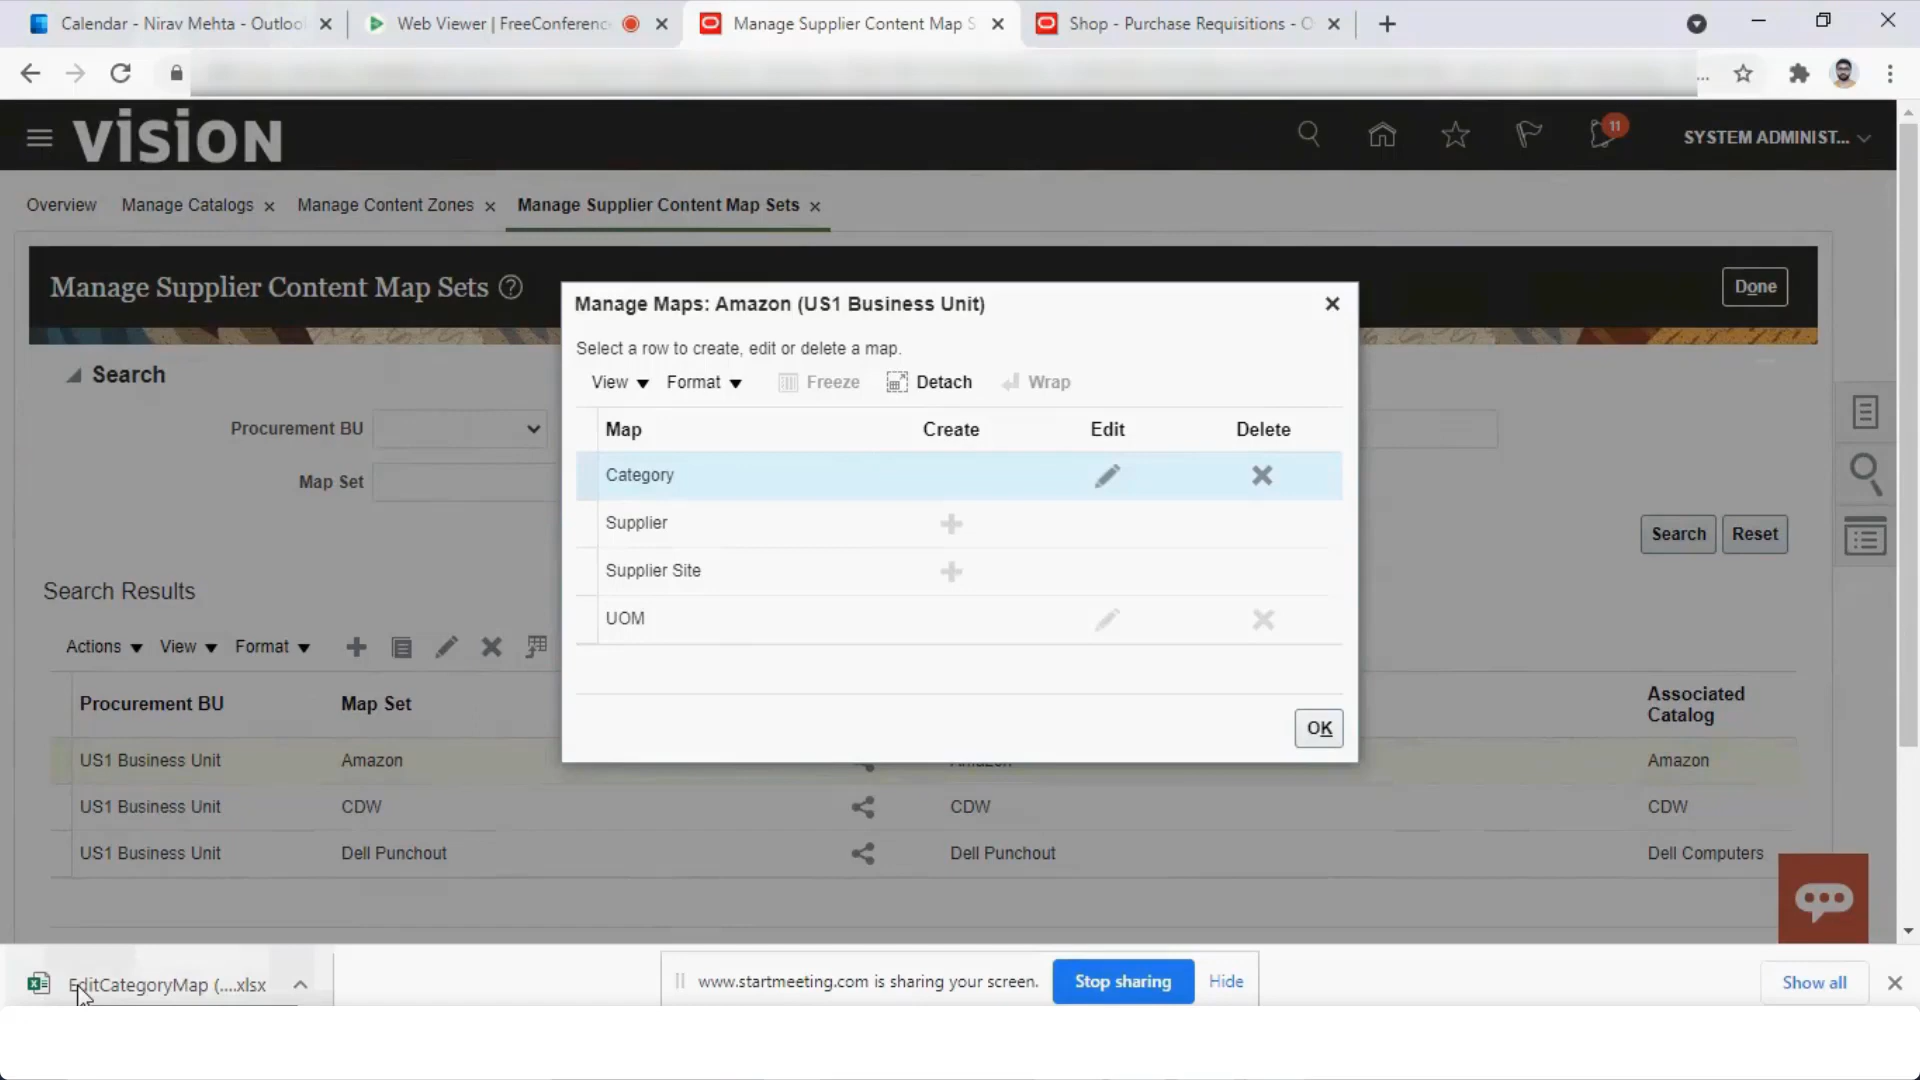 Calendar - Nirav Mehta - Outloo
Web Viewer | FreeConferenc
Manage Supplier Content Map S
Shop - Purchase Requisitions - O
...
vision
11
SYSTEM ADMINIST...
Overview
Manage Catalogs
Manage Content Zones
Manage Supplier Content Map Sets
Manage Supplier Content Map Sets
Done
Search
Procurement BU
Map Set
Search
Reset
Search Results
Actions
View
Format
Procurement BU
Map Set
Associated
Catalog
US1 Business Unit
Amazon
Amazon
Amazon
US1 Business Unit
CDW
CDW
CDW
US1 Business Unit
Dell Punchout
Dell Punchout
Dell Computers
Manage Maps: Amazon (US1 Business Unit)
Select a row to create, edit or delete a map.
View
Format
Freeze
Detach
Wrap
Map
Create
Edit
Delete
Category
Supplier
Supplier Site
UOM
OK
EditCategoryMap (....xlsx
www.startmeeting.com is sharing your screen.
Stop sharing
Hide
Show all